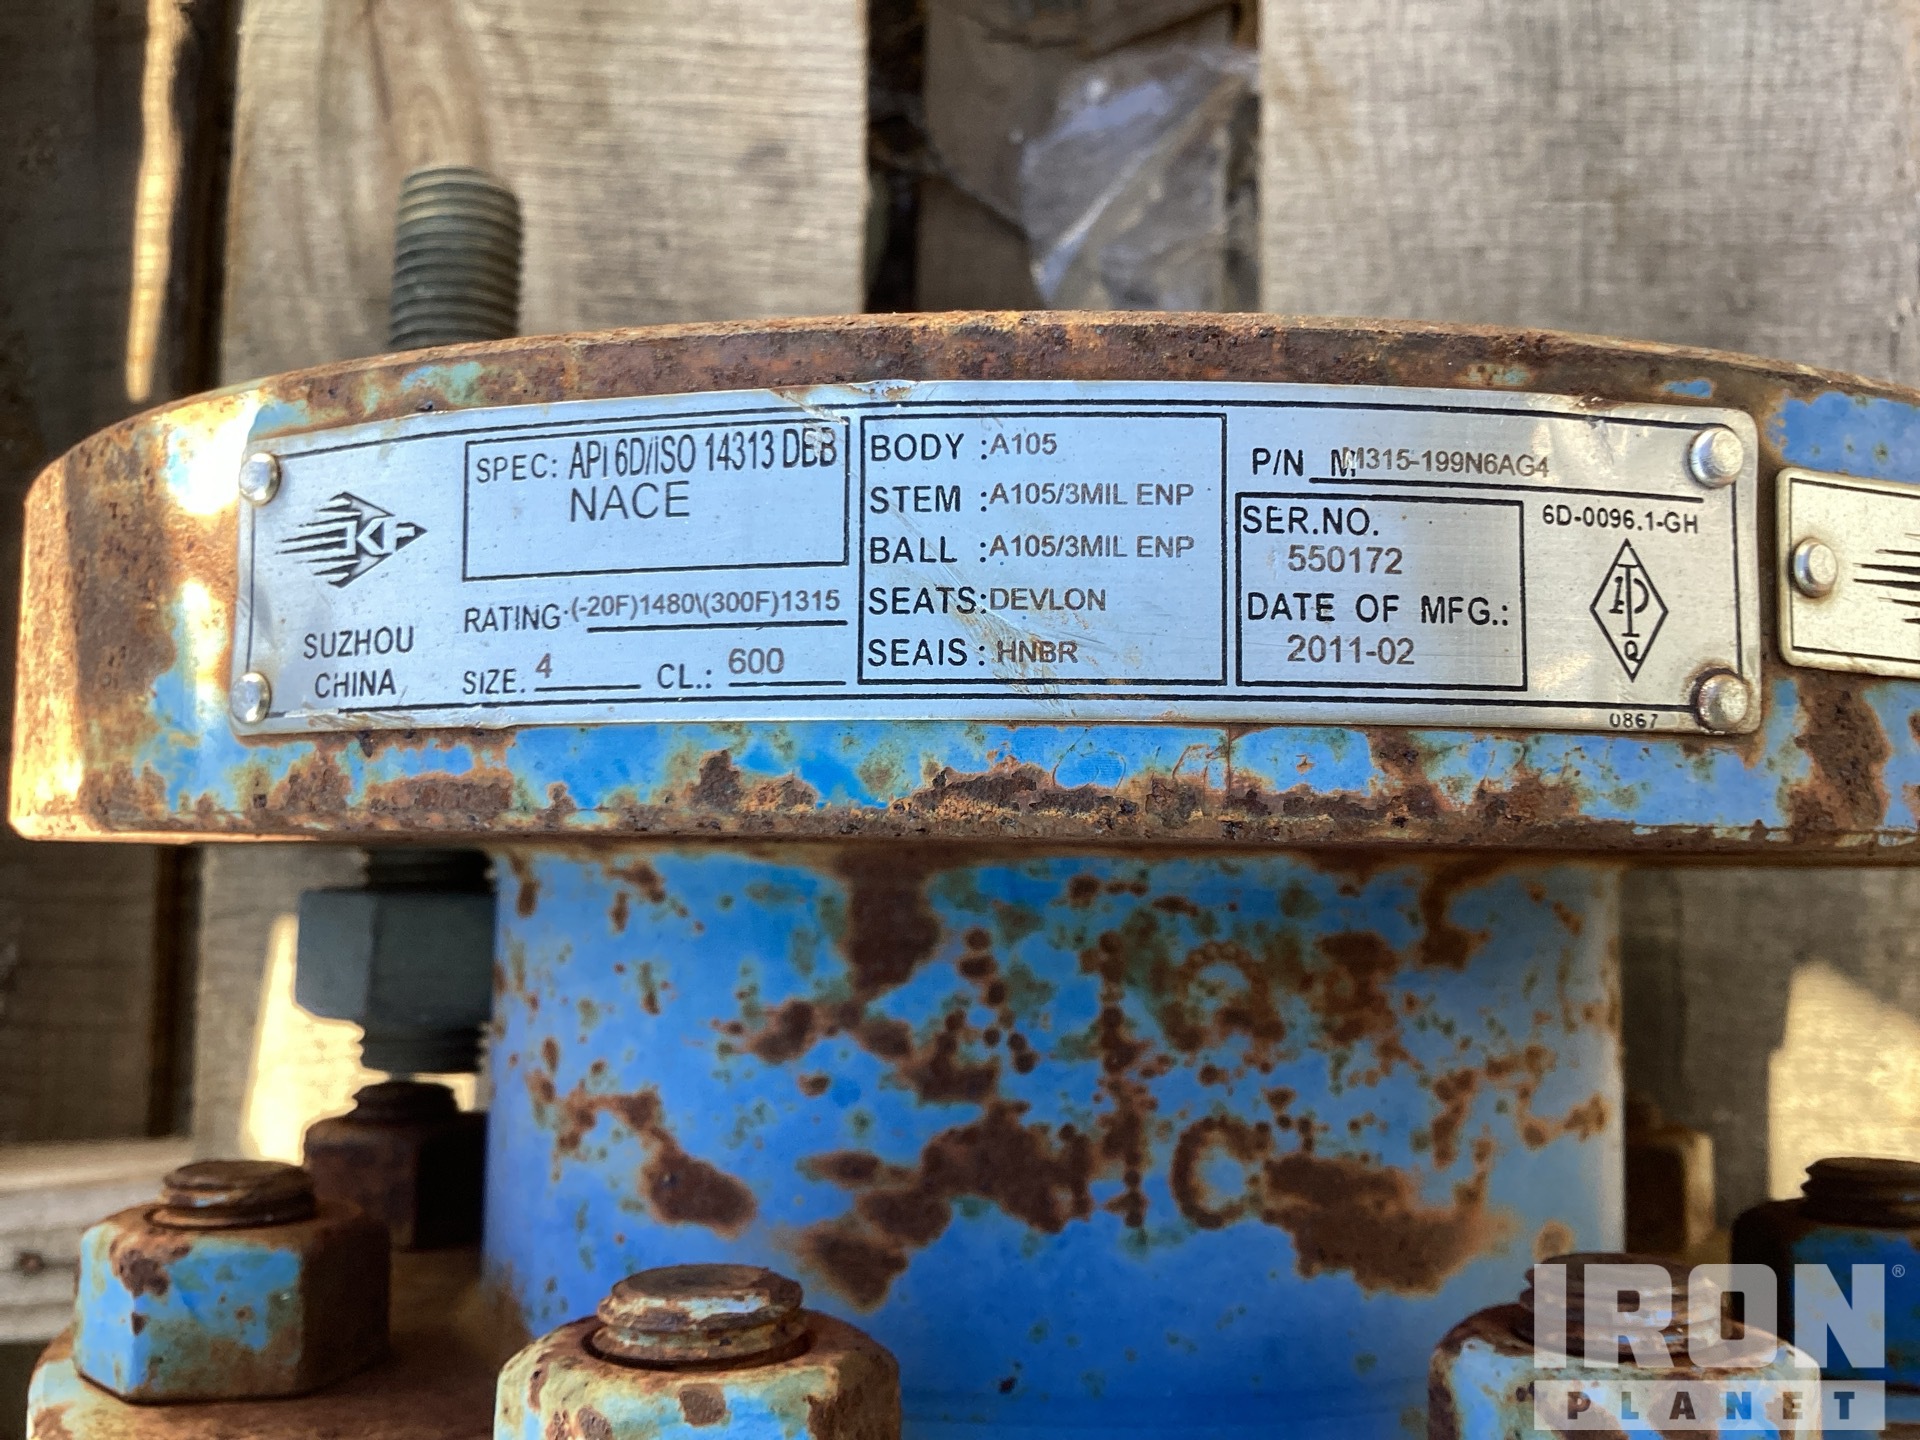 KF
SUZHOU
CHINA
SPEC: API 6D/ISO 14313 DBB
NACE
RATING (-20F)1480\(300F)1315
SIZE. 4 CL.: 600
BODY :A105
STEM :A105/3MIL ENP
BALL :A105/3MIL ENP
SEATS:DEVLON
SEAlS : HNBR
P/N M315-199N6AG4
SER.NO.
550172
DATE OF MFG.:
2011-02
6D-0096.1-GH
API
Q
0867
IRON®
PLANET